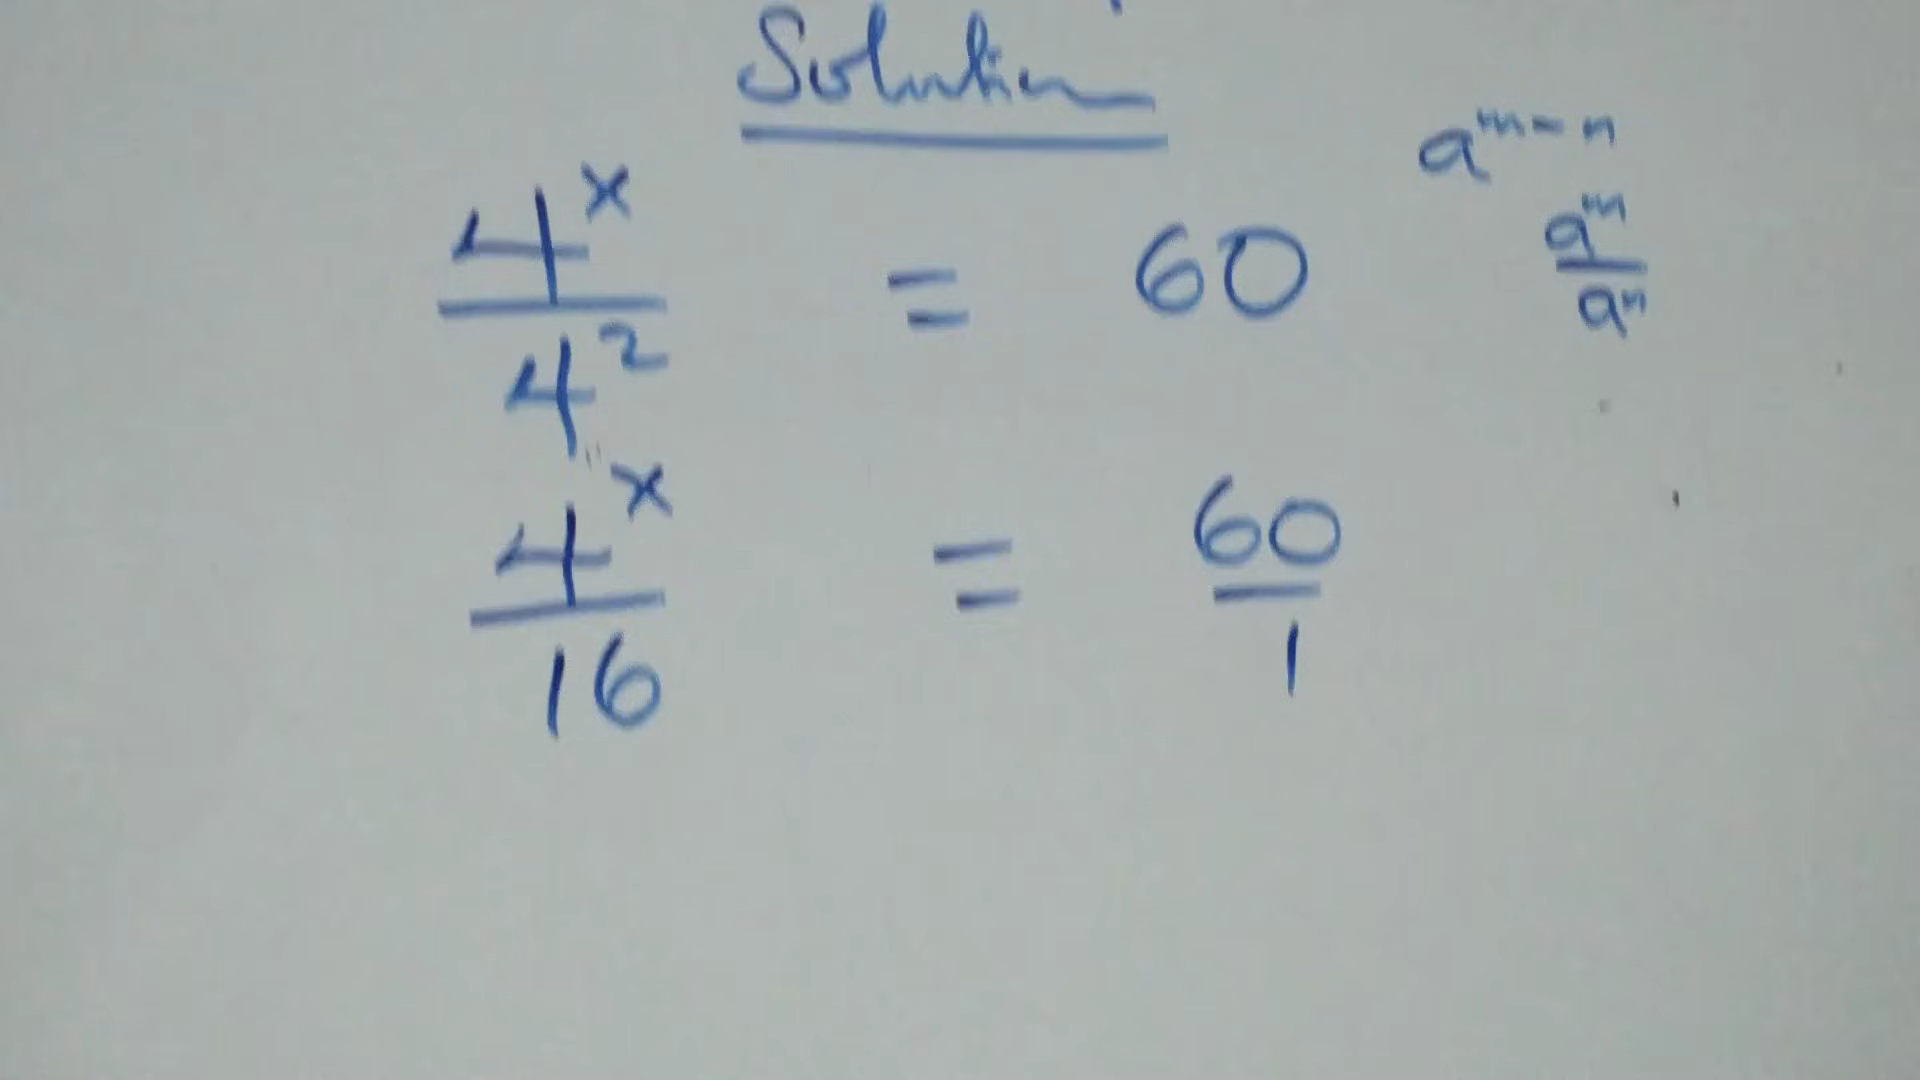 Solution
a^m-n
4^x/4^2 = 60
a^m/a^n
4^x/16 = 60/1